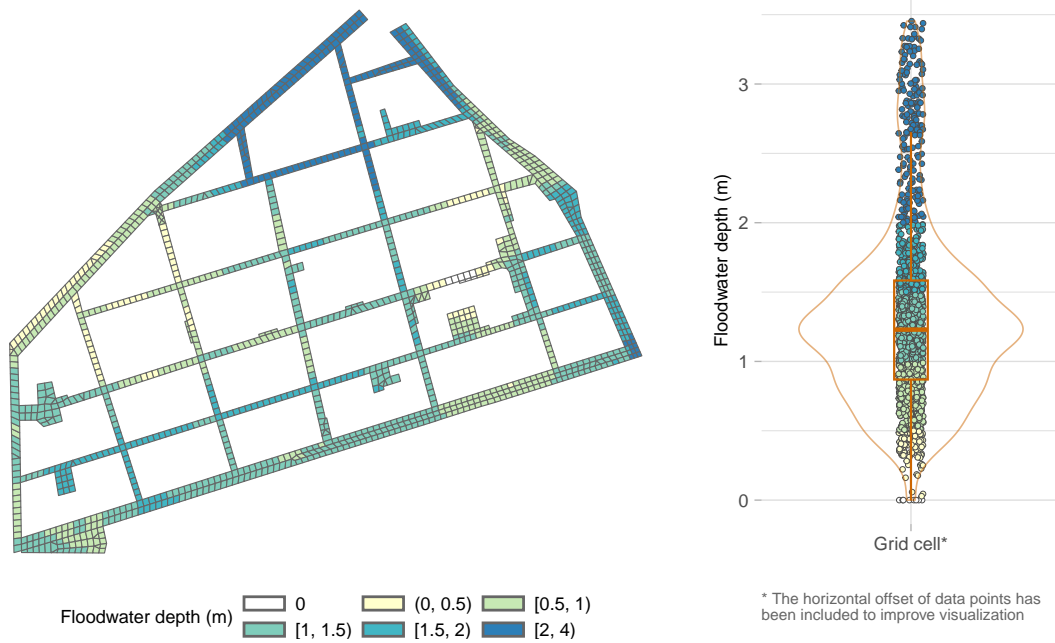 Floodwater depth (m)
3
2
1
0
Grid cell*
Floodwater depth (m)
0
(0, 0.5)
[0.5, 1)
[1, 1.5)
[1.5, 2)
[2, 4)
* The horizontal offset of data points has
been included to improve visualization